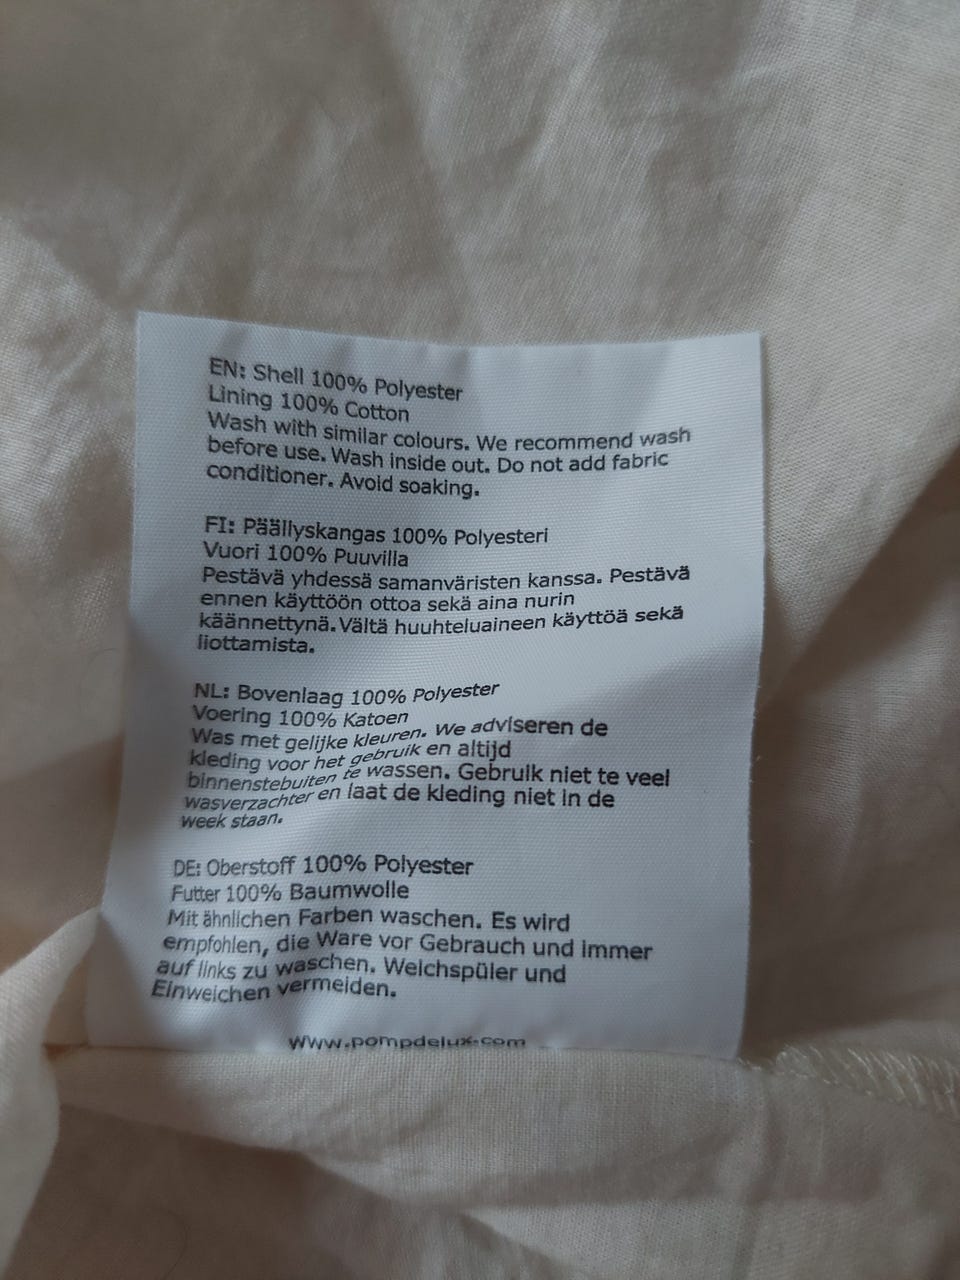 EN: Shell 100% Polyester
Lining 100% Cotton
Wash with similar colours. We recommend wash
before use. Wash inside out. Do not add fabric
conditioner. Avoid soaking.
FI: Päällyskangas 100% Polyesteri
Vuori 100% Puuvilla
Pestävä yhdessä samanväristen kanssa. Pestävä
ennen käyttöön ottoa sekä aina nurin
käännettynä. Vältä huuhteluaineen käyttöä sekä
liottamista.
NL: Bovenlaag 100% Polyester
Voering 100% Katoen
Was met gelijke kleuren. We adviseren de
kleding voor het gebruik en altijd
binnenstebuiten te wassen. Gebruik niet te veel
wasverzachter en laat de kleding niet in de
week staan.
DE: Oberstoff 100% Polyester
Futter 100% Baumwolle
Mit ähnlichen Farben waschen. Es wird
empfohlen, die Ware vor Gebrauch und immer
auf links zu waschen. Weichspüler und
Einweichen vermeiden.
www.pompdelux.com